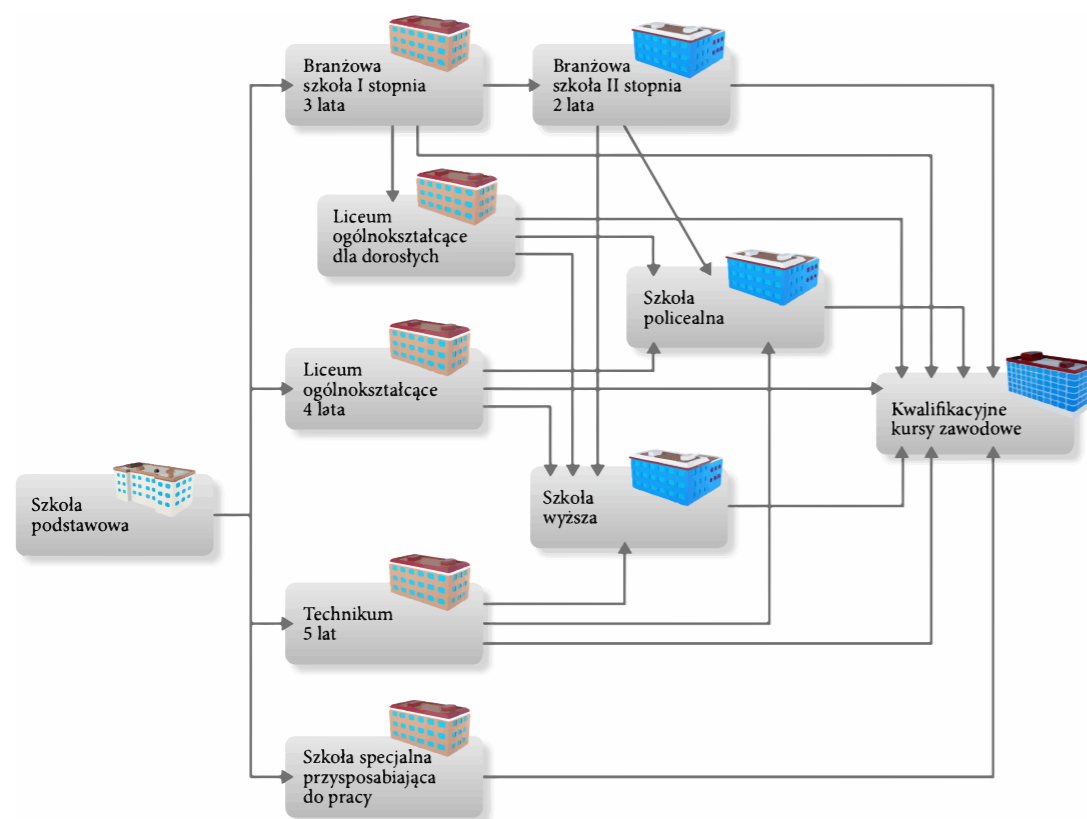 Branżowa
szkoła I stopnia
3 lata
Branżowa
szkoła II stopnia
2 lata
Liceum
ogólnokształcące
dla dorosłych
Szkoła
policealna
Liceum
ogólnokształcące
4 lata
Kwalifikacyjne
kursy zawodowe
Szkoła
podstawowa
Szkoła
wyższa
Technikum
5 lat
Szkoła specjalna
przysposabiająca
do pracy